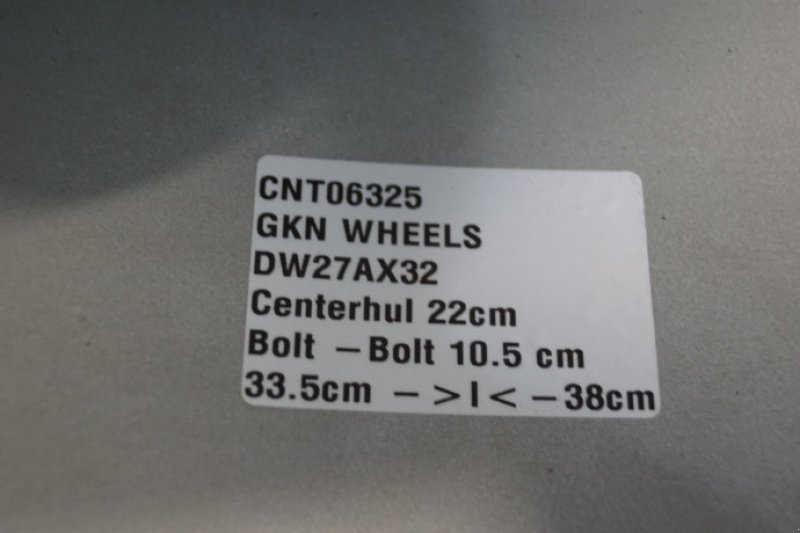 CNT06325
GKN WHEELS
DW27AX32
Centerhul 22cm
Bolt – Bolt 10.5 cm
33.5cm – >I< – 38cm